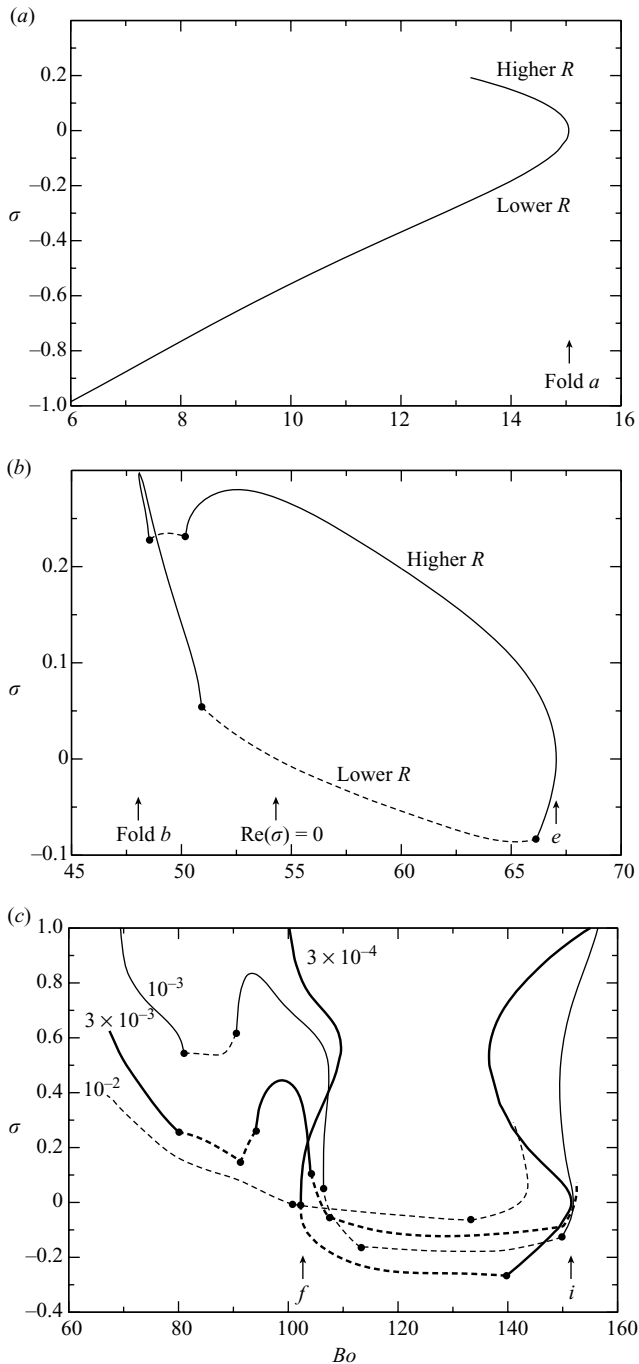 (a)
0.2
0
−0.2
−0.4
−0.6
−0.8
−1.0
σ
Higher R
Lower R
Fold a
6 8 10 12 14 16
(b)
0.2
0.1
0
−0.1
σ
Higher R
Lower R
Fold b
Re(σ) = 0
e
45 50 55 60 65 70
(c)
1.0
0.8
0.6
0.4
0.2
0
−0.2
−0.4
σ
10⁻³
3 × 10⁻³
10⁻²
3 × 10⁻⁴
f
i
60 80 100 120 140 160
Bo